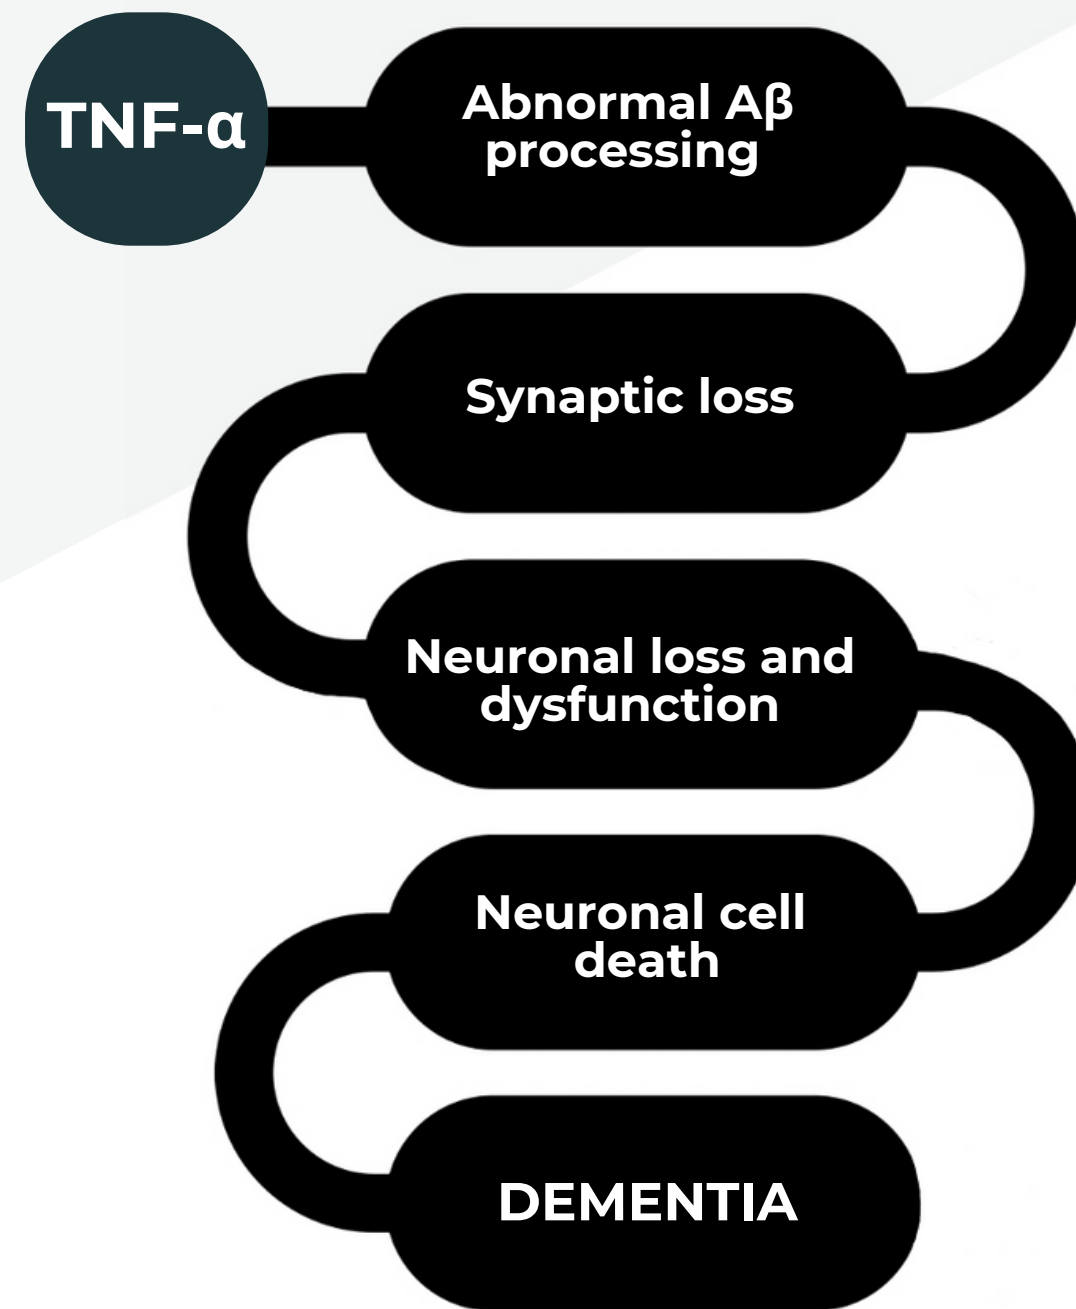 TNF-α
Abnormal Aβ
processing
Synaptic loss
Neuronal loss and
dysfunction
Neuronal cell
death
DEMENTIA